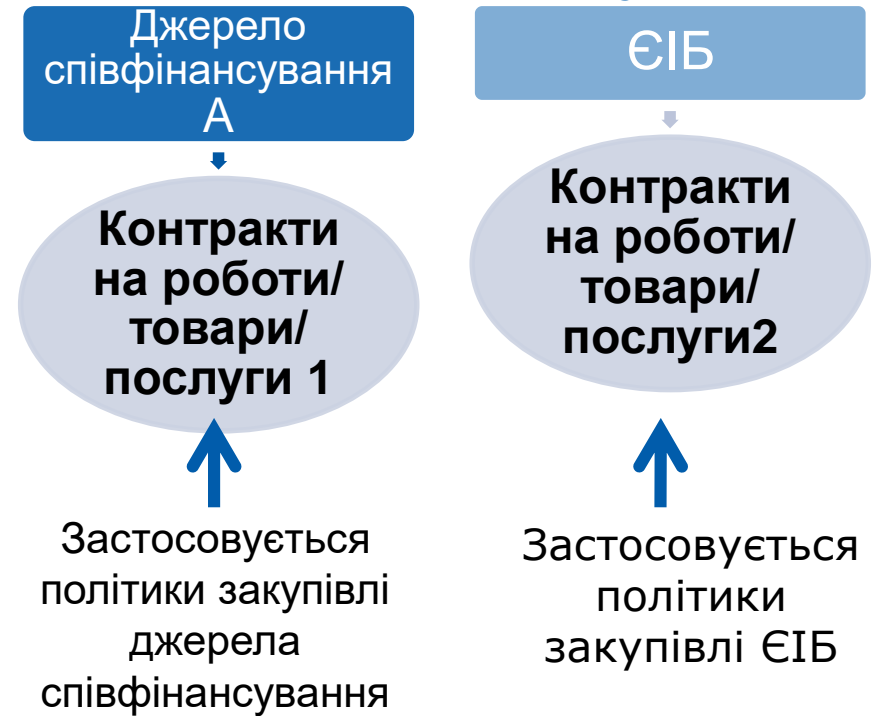 Джерело
співфінансування
А
Контракти
на роботи/
товари/
послуги 1
Застосовується
політики закупівлі
джерела
співфінансування
ЄІБ
Контракти
на роботи/
товари/
послуги2
Застосовується
політики
закупівлі ЄІБ